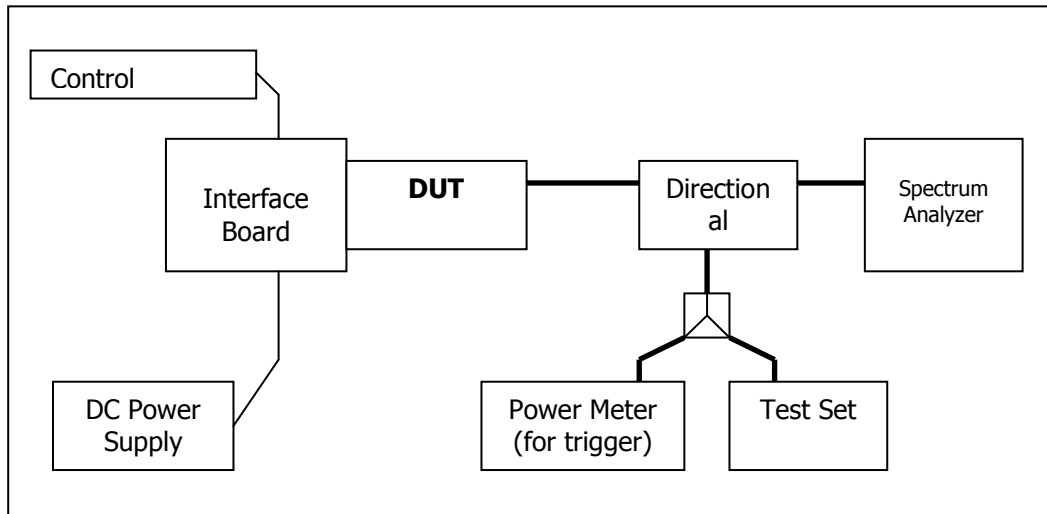 Control
Interface
Board
DUT
Direction
al
Spectrum
Analyzer
DC Power
Supply
Power Meter
(for trigger)
Test Set